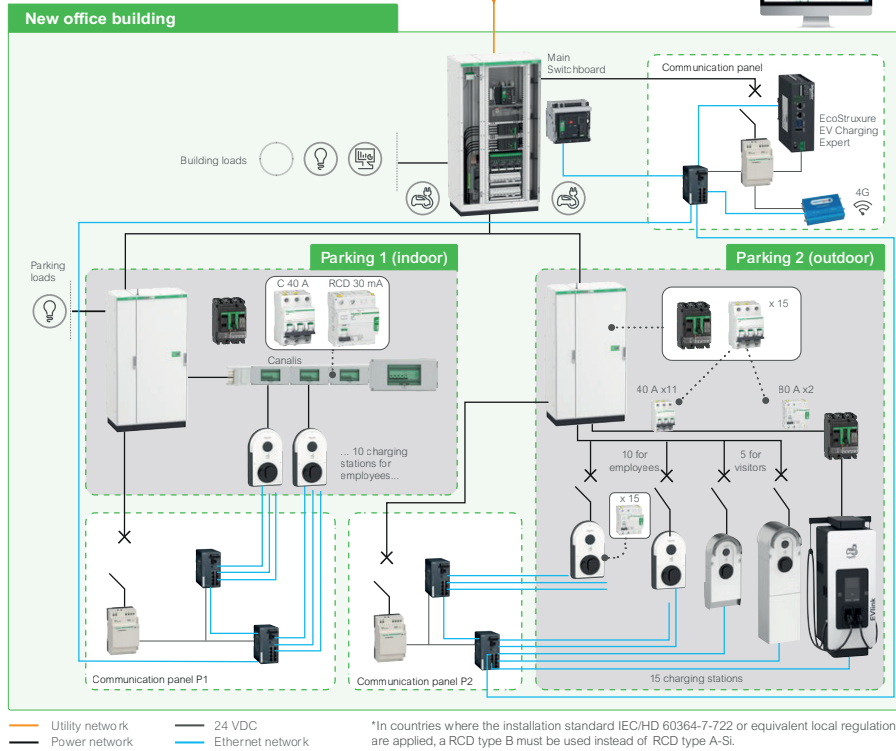 New office building
Main
Switchboard
Communication panel
EcoStruxure
EV Charging
Expert
4G
Building loads
Parking
loads
Parking 1 (indoor)
C 40 A
RCD 30 mA
Canalis
... 10 charging
stations for
employees...
Parking 2 (outdoor)
x 15
40 A x11
80 A x2
10 for
employees
5 for
visitors
x 15
EVlink
15 charging stations
Communication panel P1
Communication panel P2
Utility network
Power network
24 VDC
Ethernet network
*In countries where the installation standard IEC/HD 60364-7-722 or equivalent local regulation
are applied, a RCD type B must be used instead of RCD type A-Si.